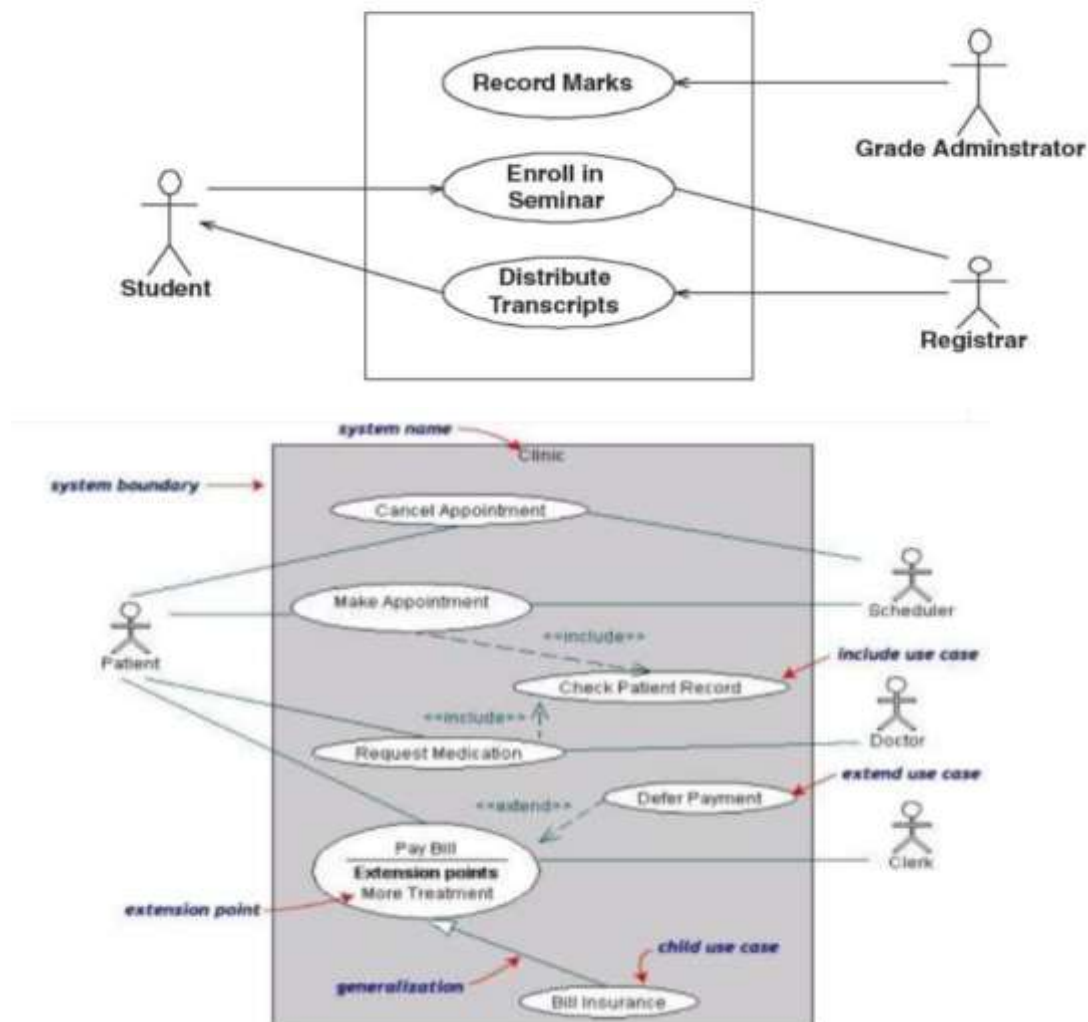 Record Marks
Grade Adminstrator
Enroll in
Seminar
Student
Distribute
Transcripts
Registrar
system name
Clinic
system boundary
Cancel Appointment
Scheduler
Make Appointment
Patient
<<include>>
include use case
Check Patient Record
<<include>>
Doctor
Request Medication
extend use case
Defer Payment
<<extend>>
Pay Bill
Clerk
Extension points
More Treatment
extension point
child use case
generalization
Bill Insurance